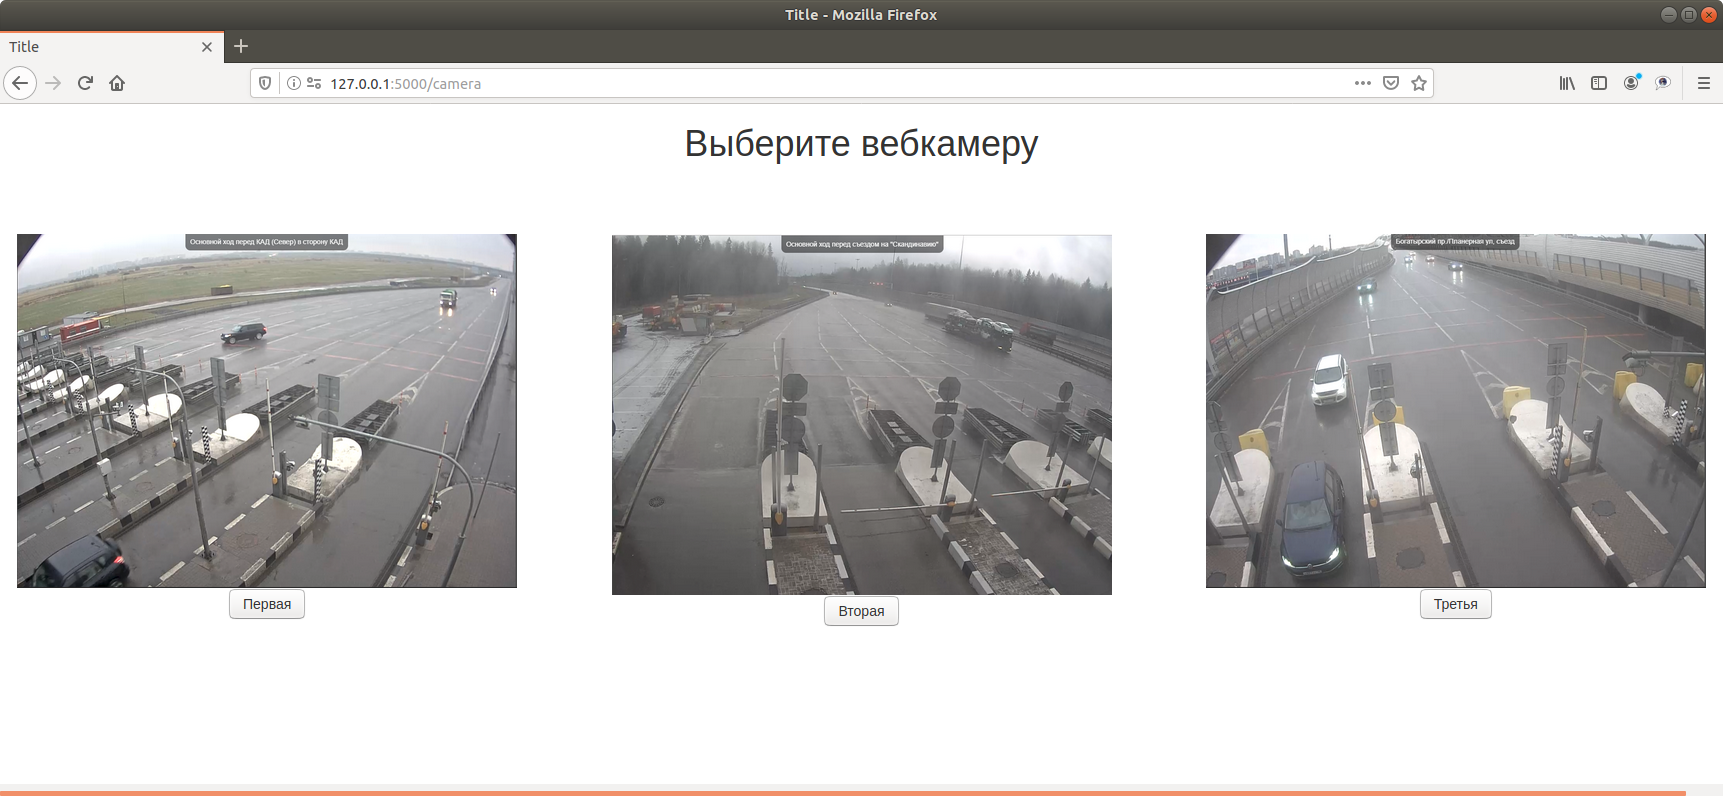 Title - Mozilla Firefox
Title
127.0.0.1:5000/camera
Выберите вебкамеру
Основной ход перед КАД (Север) в сторону КАД
Основной ход перед съездом на "Скандинавию"
Богатырский пр./Планерная ул, съезд
Первая
Вторая
Третья